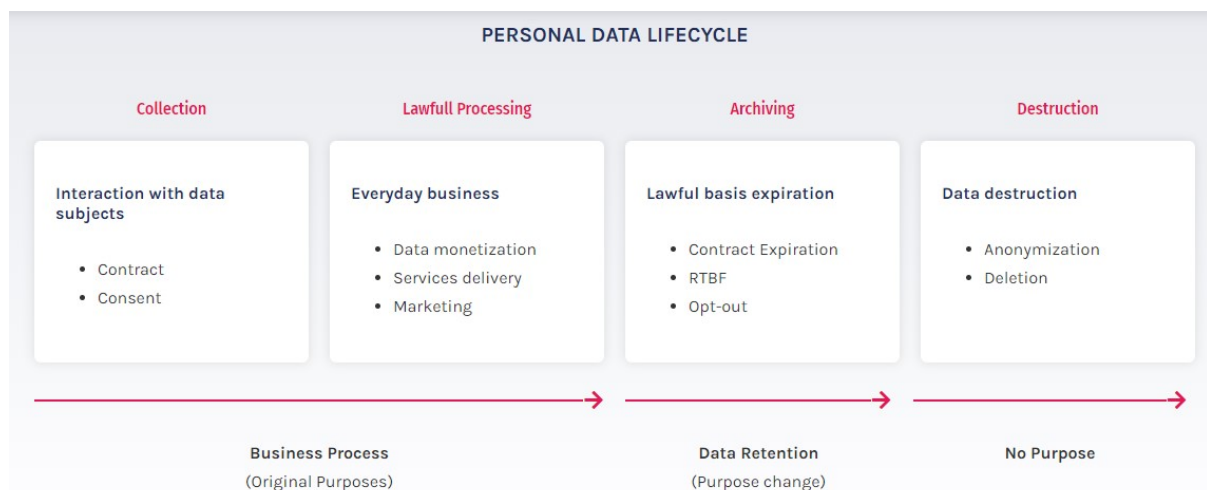 PERSONAL DATA LIFECYCLE
Collection
Lawfull Processing
Archiving
Destruction
Interaction with data
subjects
• Contract
• Consent
Everyday business
• Data monetization
• Services delivery
• Marketing
Lawful basis expiration
• Contract Expiration
• RTBF
• Opt-out
Data destruction
• Anonymization
• Deletion
Business Process
(Original Purposes)
Data Retention
(Purpose change)
No Purpose